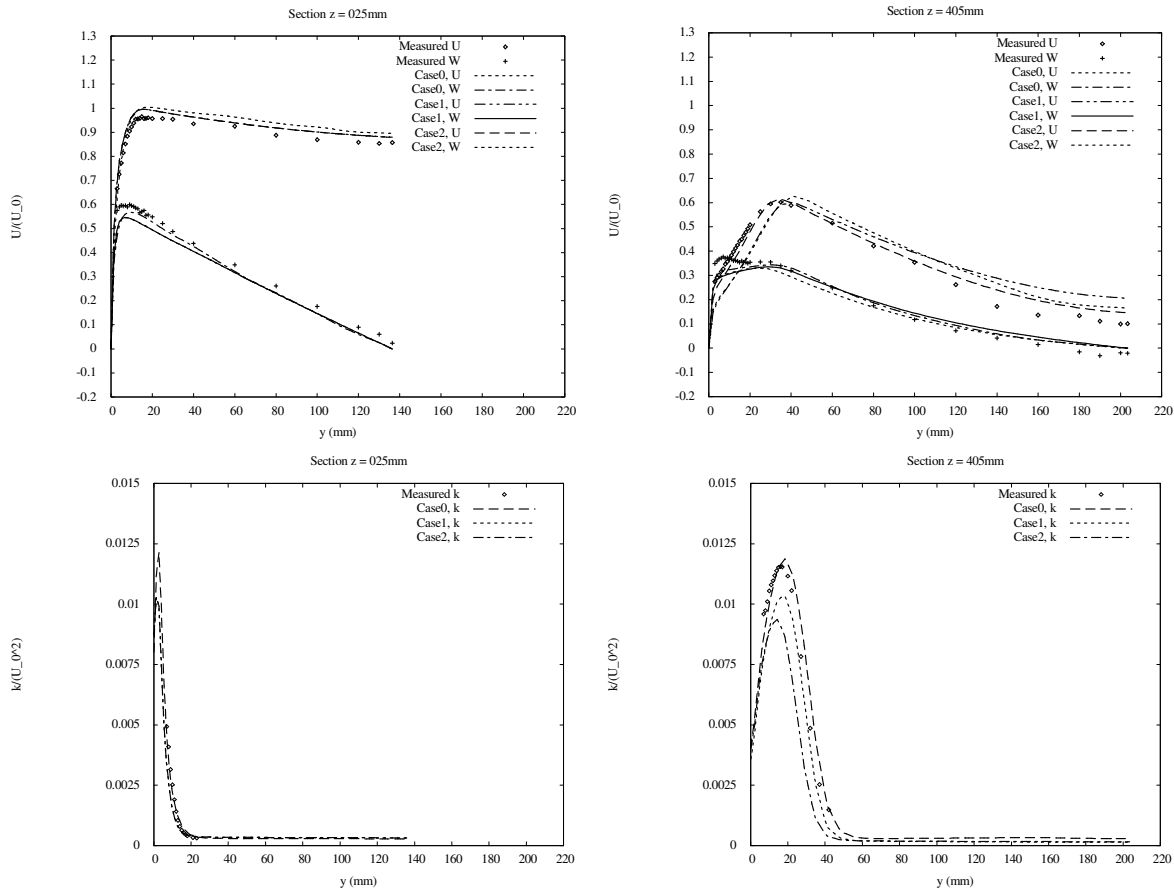 Section z = 025mm
1.3
1.2
1.1
1
0.9
0.8
0.7
0.6
0.5
0.4
0.3
0.2
0.1
0
-0.1
-0.2
U/(U_0)
Measured U
Measured W
Case0, U
Case0, W
Case1, U
Case1, W
Case2, U
Case2, W
0 20 40 60 80 100 120 140 160 180 200 220
y (mm)
Section z = 405mm
1.3
1.2
1.1
1
0.9
0.8
0.7
0.6
0.5
0.4
0.3
0.2
0.1
0
-0.1
-0.2
U/(U_0)
Measured U
Measured W
Case0, U
Case0, W
Case1, U
Case1, W
Case2, U
Case2, W
0 20 40 60 80 100 120 140 160 180 200 220
y (mm)
Section z = 025mm
0.015
0.0125
0.01
0.0075
0.005
0.0025
0
k/(U_0^2)
Measured k
Case0, k
Case1, k
Case2, k
0 20 40 60 80 100 120 140 160 180 200 220
y (mm)
Section z = 405mm
0.015
0.0125
0.01
0.0075
0.005
0.0025
0
k/(U_0^2)
Measured k
Case0, k
Case1, k
Case2, k
0 20 40 60 80 100 120 140 160 180 200 220
y (mm)